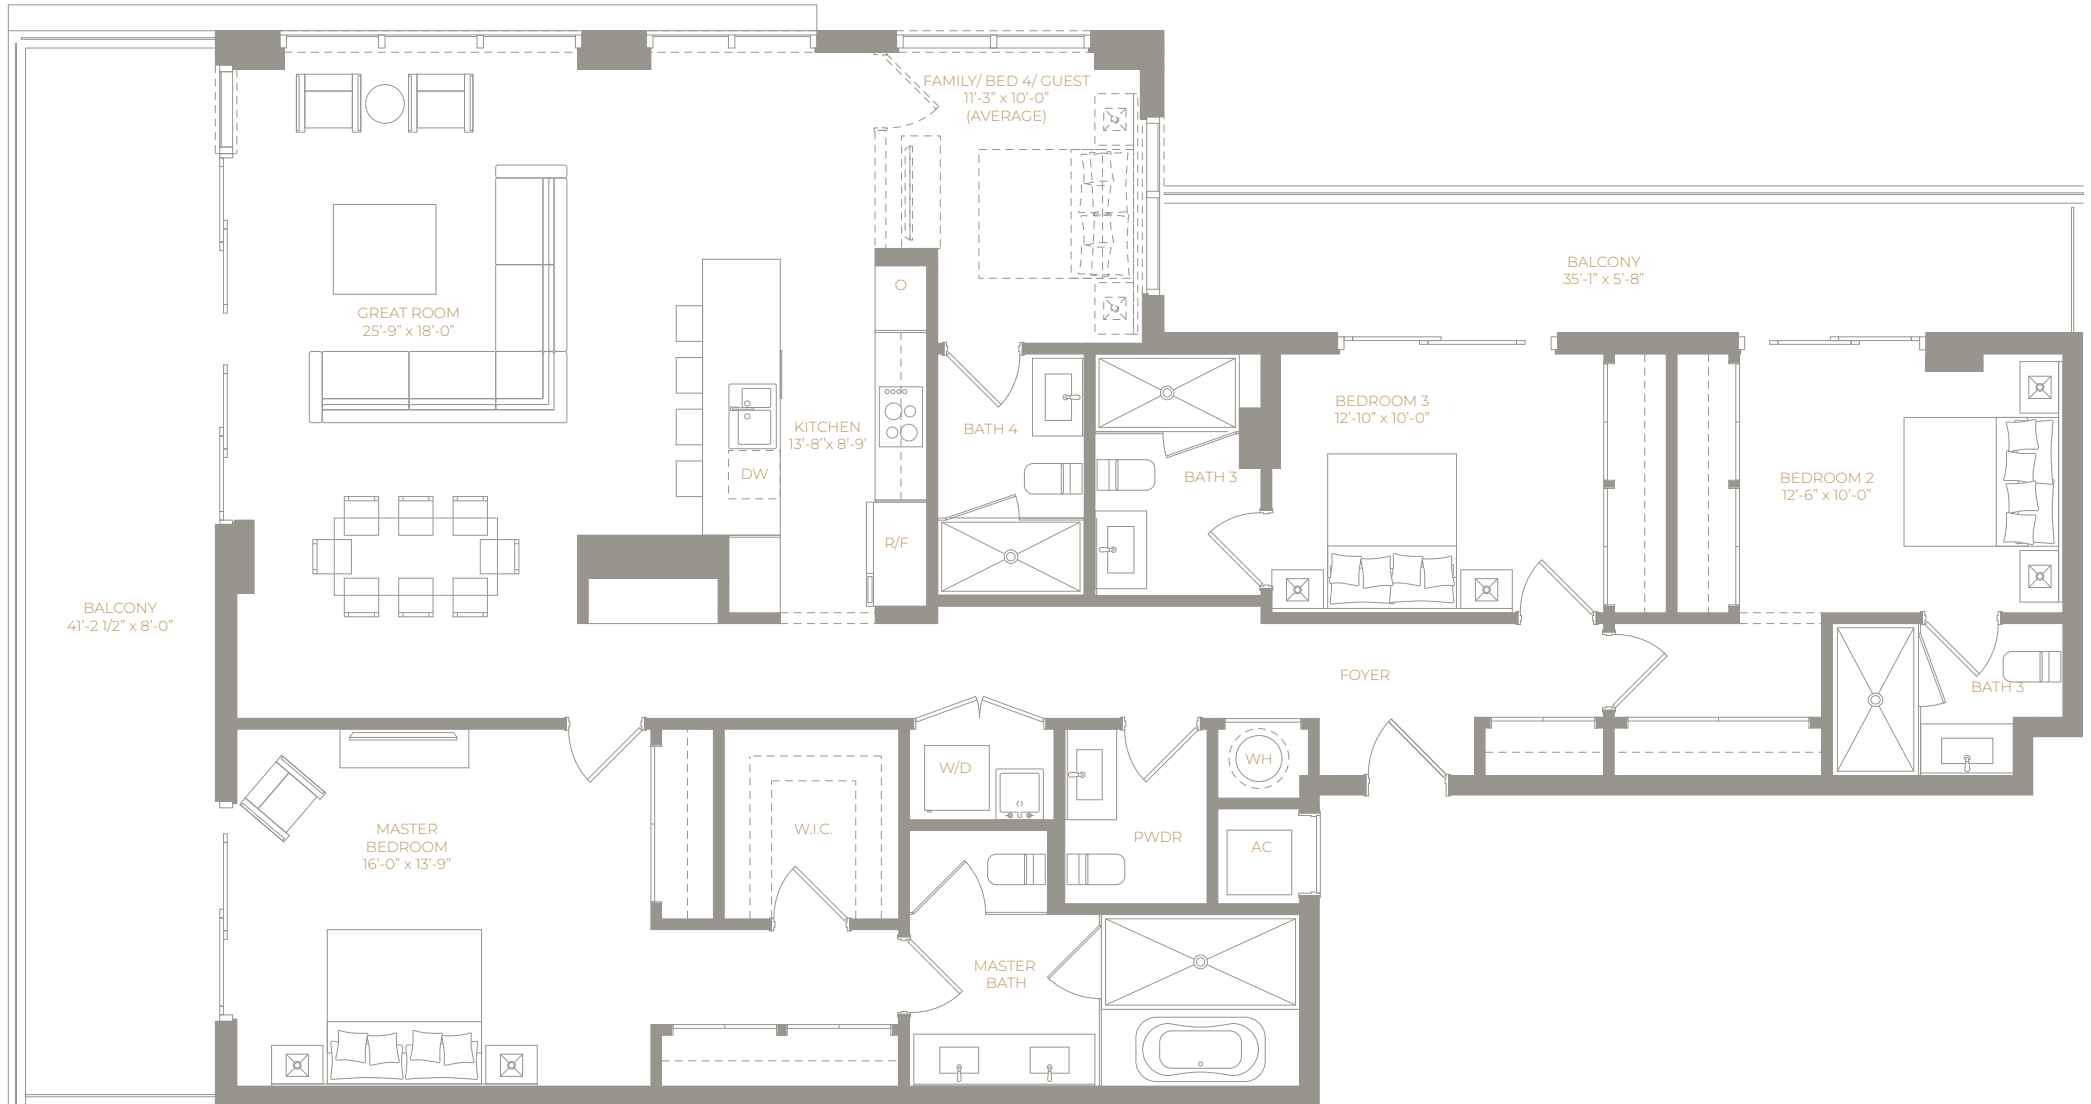 FAMILY/ BED 4/ GUEST
11'-3" x 10'-0"
(AVERAGE)
BALCONY
35'-1" x 5'-8"
O
GREAT ROOM
25'-9" x 18'-0"
KITCHEN
13'-8''x 8'-9'
DW
R/F
BATH 4
BATH 3
BEDROOM 3
12'-10" x 10'-0"
BEDROOM 2
12'-6" x 10'-0"
BALCONY
41'-2 1/2" x 8'-0"
FOYER
BATH 3
W/D
WH
MASTER
BEDROOM
16'-0" x 13'-9"
W.I.C.
PWDR
AC
MASTER
BATH